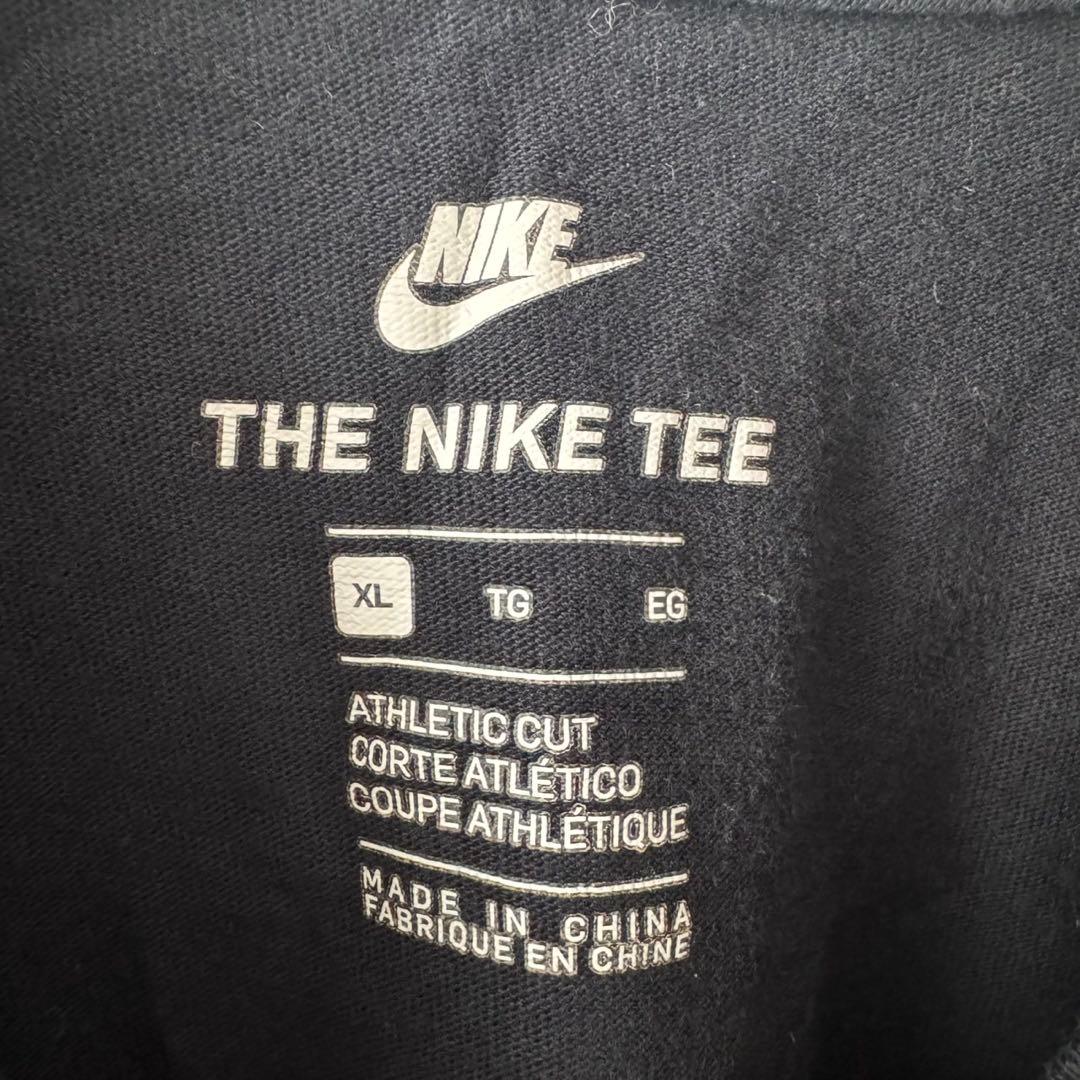 NIKE
THE NIKE TEE
XL TG EG
ATHLETIC CUT
CORTE ATLÉTICO
COUPE ATHLÉTIQUE
MADE IN CHINA
FABRIQUE EN CHINE